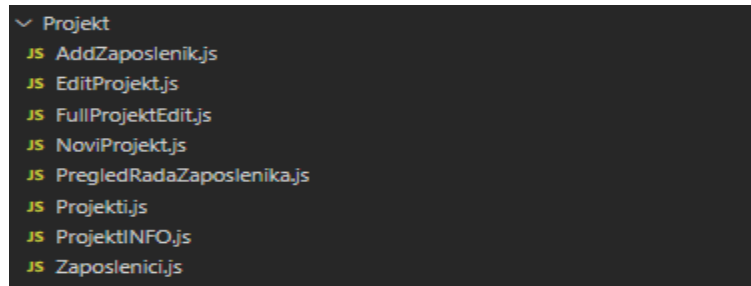 Projekt
JS AddZaposlenik.js
JS EditProjekt.js
JS FullProjektEdit.js
JS NoviProjekt.js
JS PregledRadaZaposlenika.js
JS Projekti.js
JS ProjektINFO.js
JS Zaposlenici.js